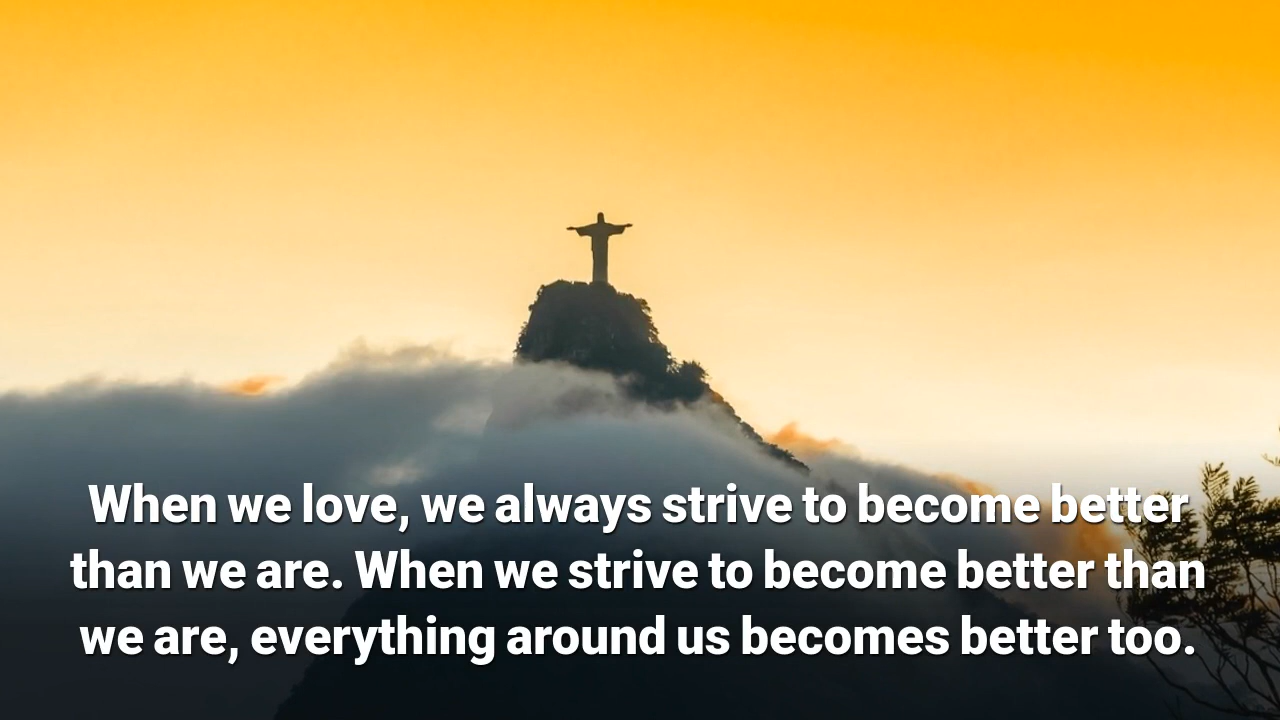 When we love, we always strive to become better
than we are. When we strive to become better than
we are, everything around us becomes better too.